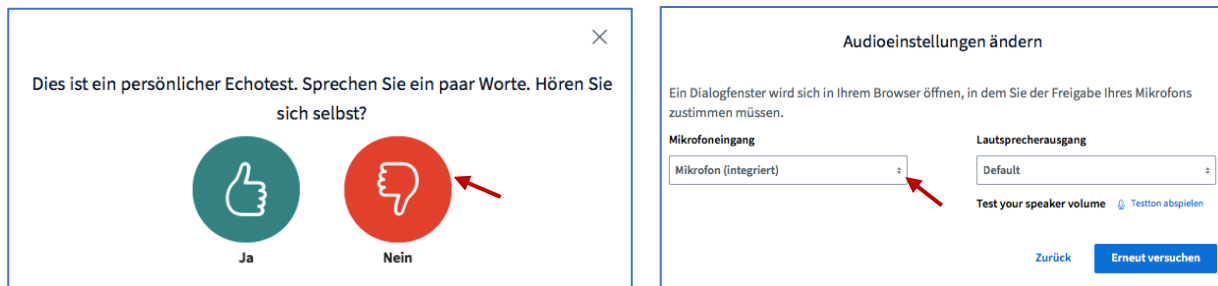 Dies ist ein persönlicher Echotest. Sprechen Sie ein paar Worte. Hören Sie
sich selbst?
Ja
Nein
Audioeinstellungen ändern
Ein Dialogfenster wird sich in Ihrem Browser öffnen, in dem Sie der Freigabe Ihres Mikrofons
zustimmen müssen.
Mikrofoneingang
Mikrofon (integriert)
Lautsprecherausgang
Default
Test your speaker volume Testton abspielen
Zurück
Erneut versuchen